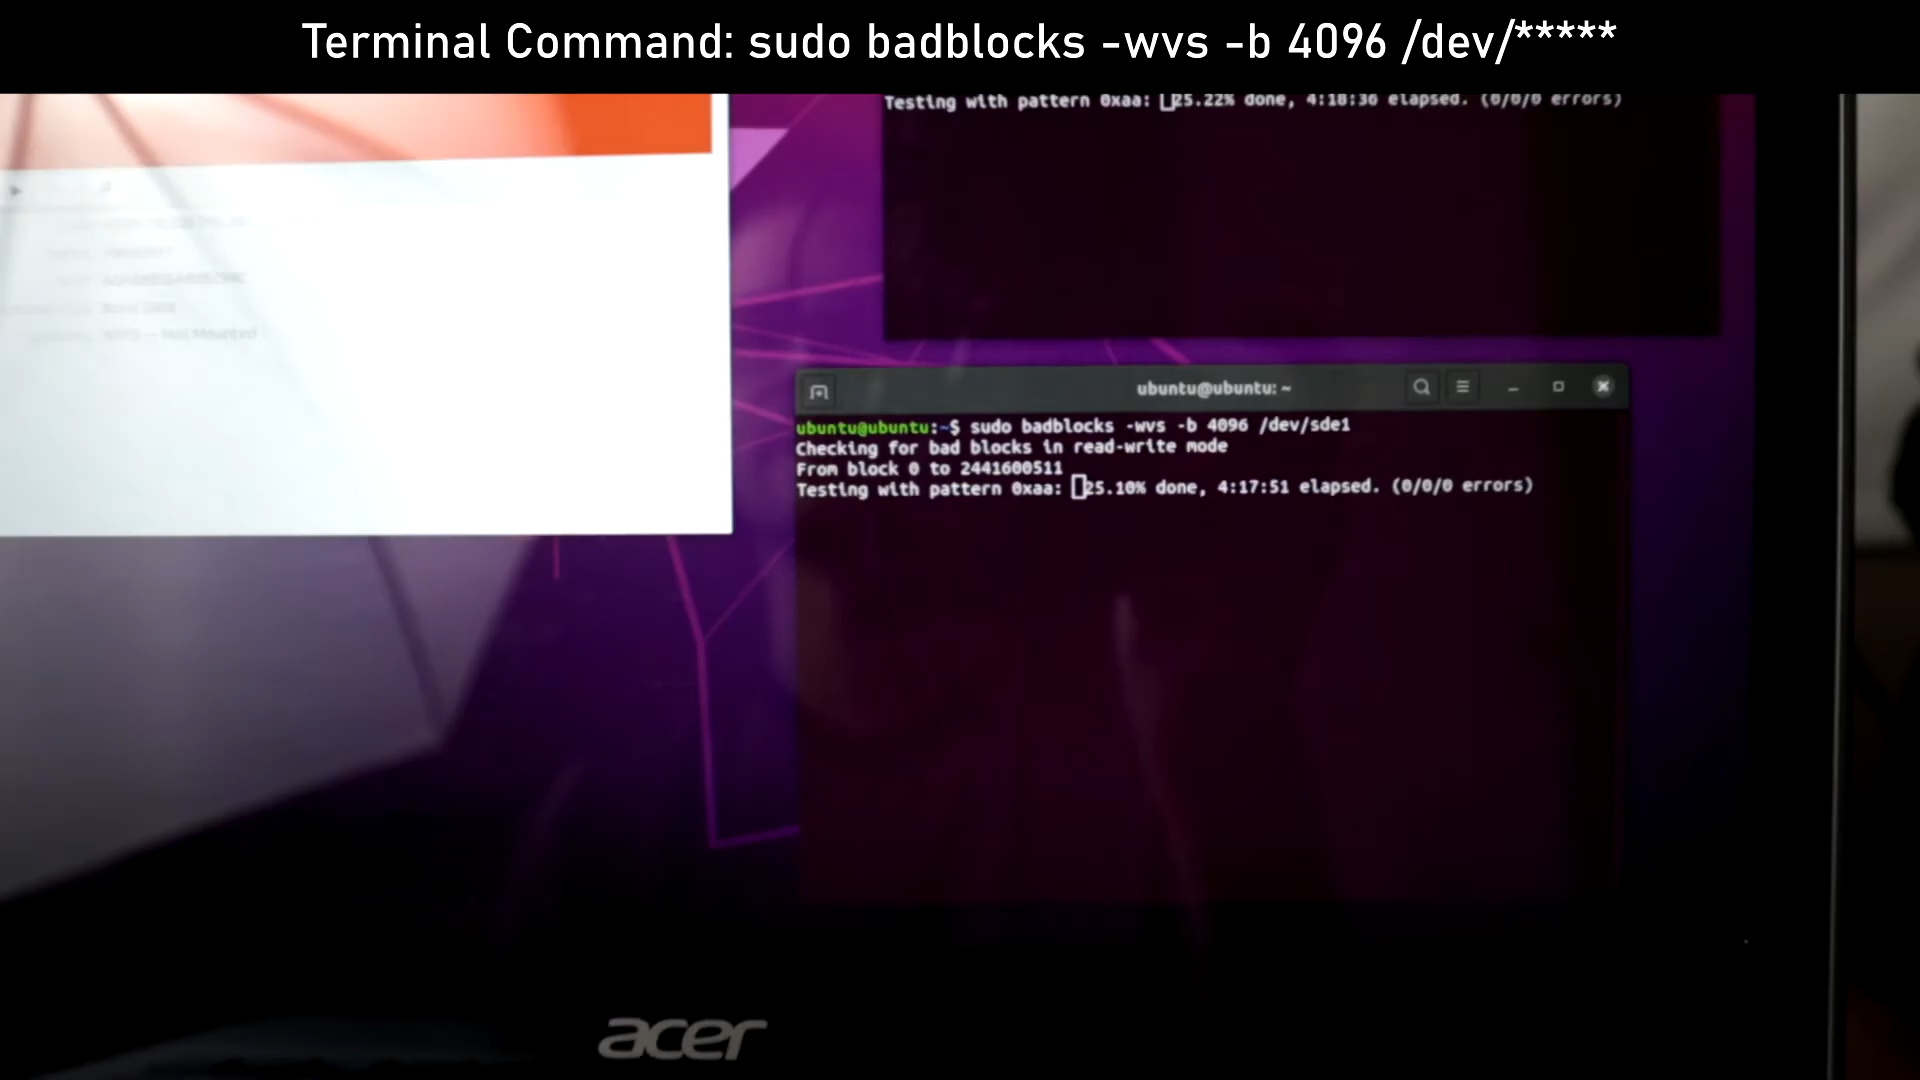 Terminal Command: sudo badblocks -wvs -b 4096 /dev/*****
Testing with pattern 0xaa: 25.22% done, 4:18:36 elapsed. (0/0/0 errors)
ubuntu@ubuntu: ~
ubuntu@ubuntu:~$ sudo badblocks -wvs -b 4096 /dev/sde1
Checking for bad blocks in read-write mode
From block 0 to 2441600511
Testing with pattern 0xaa: 25.10% done, 4:17:51 elapsed. (0/0/0 errors)
acer